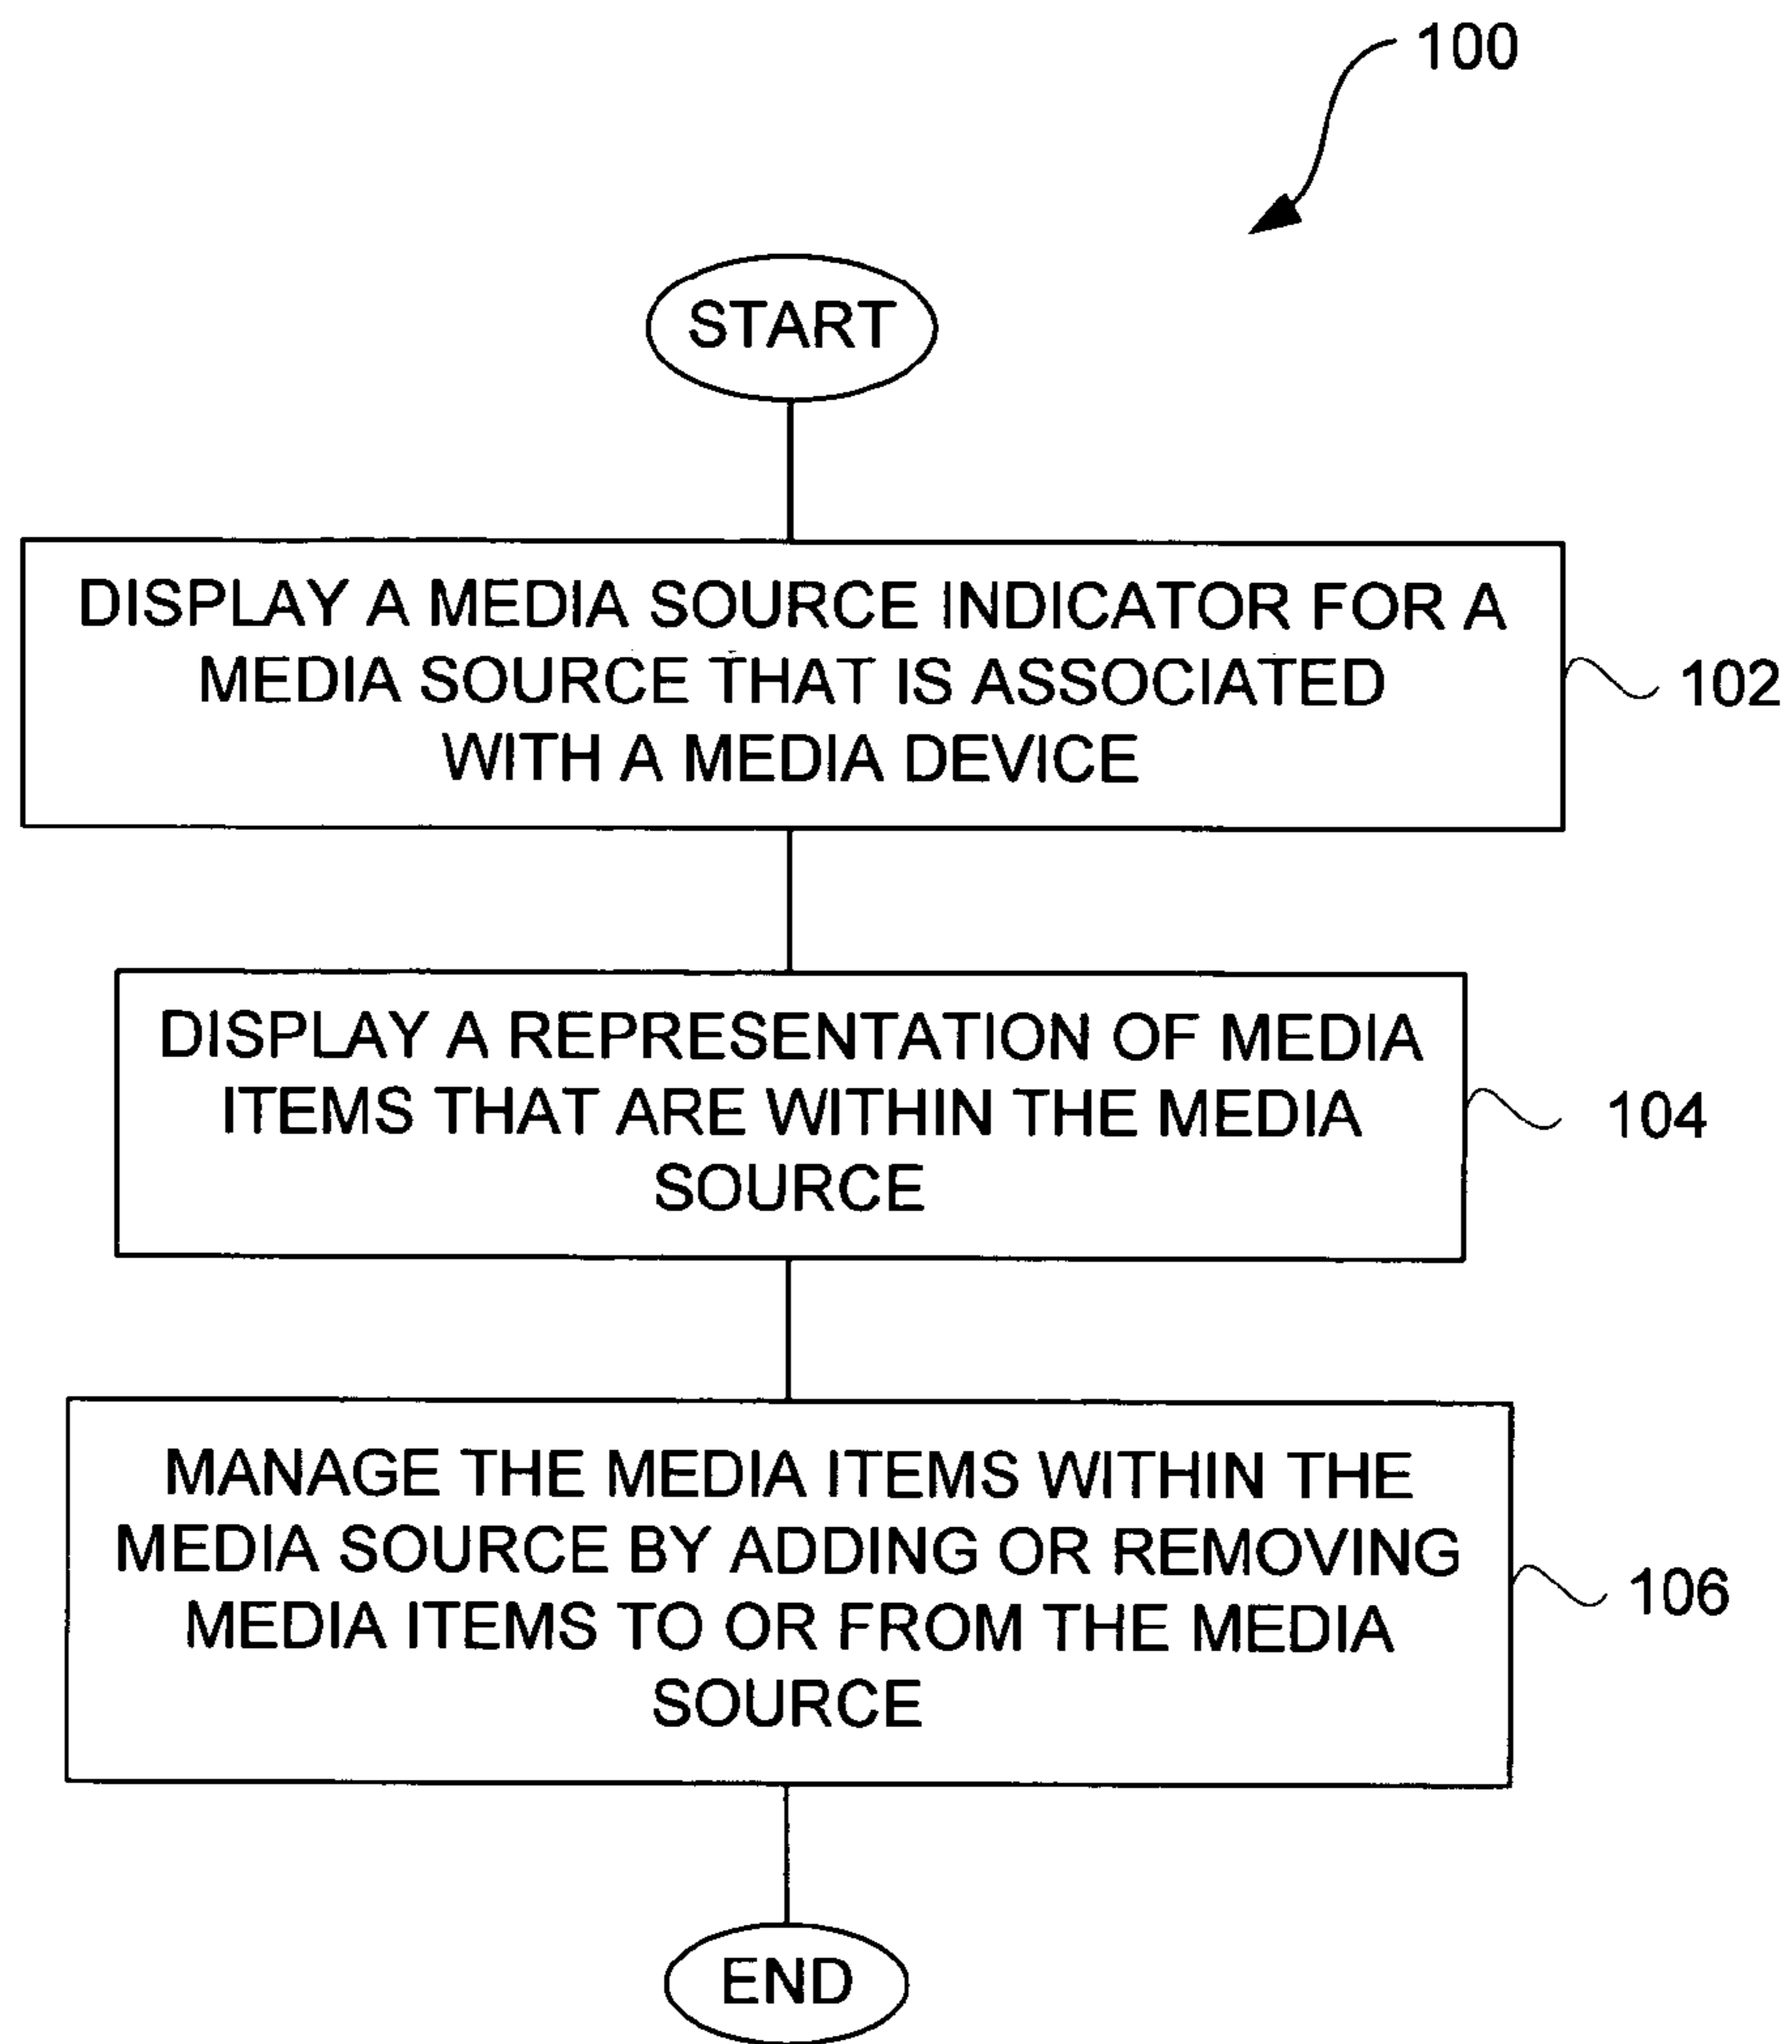 100
START
DISPLAY A MEDIA SOURCE INDICATOR FOR A
MEDIA SOURCE THAT IS ASSOCIATED
WITH A MEDIA DEVICE
102
DISPLAY A REPRESENTATION OF MEDIA
ITEMS THAT ARE WITHIN THE MEDIA
SOURCE
104
MANAGE THE MEDIA ITEMS WITHIN THE
MEDIA SOURCE BY ADDING OR REMOVING
MEDIA ITEMS TO OR FROM THE MEDIA
SOURCE
106
END